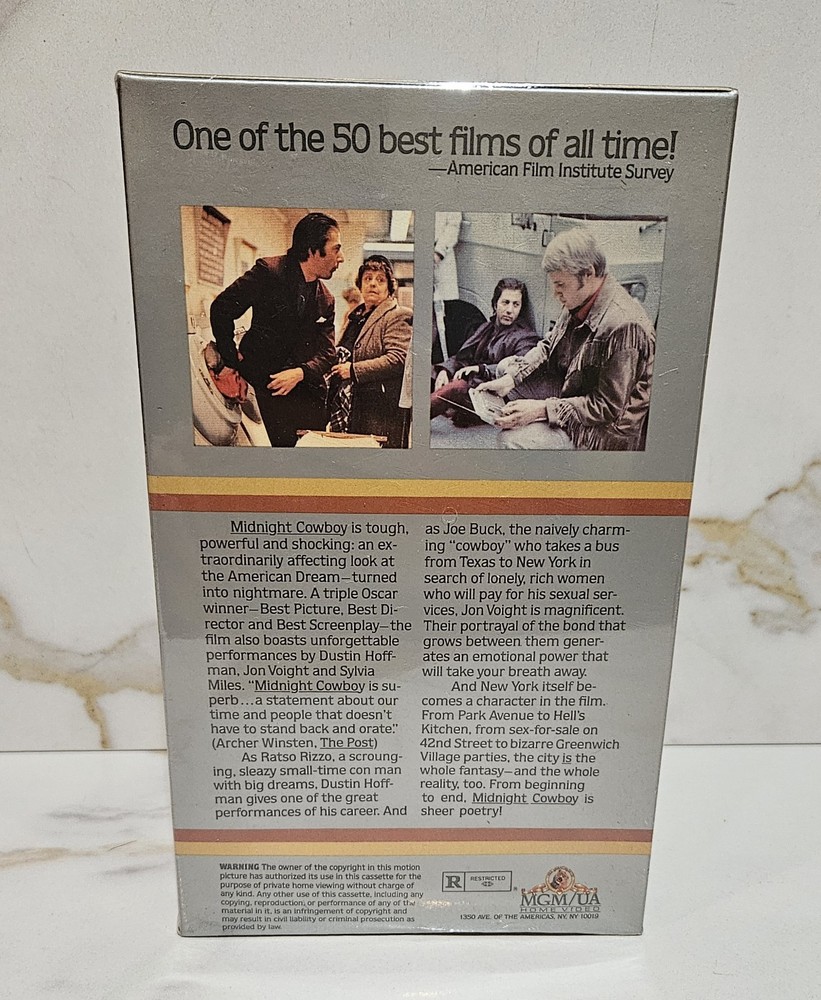 One of the 50 best films of all time!
—American Film Institute Survey
Midnight Cowboy is tough,
powerful and shocking: an ex-
traordinarily affecting look at
the American Dream—turned
into nightmare. A triple Oscar
winner—Best Picture, Best Di-
rector and Best Screenplay—the
film also boasts unforgettable
performances by Dustin Hoff-
man, Jon Voight and Sylvia
Miles. “Midnight Cowboy is su-
perb...a statement about our
time and people that doesn't
have to stand back and orate.”
(Archer Winsten, The Post)
As Ratso Rizzo, a scroung-
ing, sleazy small-time con man
with big dreams, Dustin Hoff-
man gives one of the great
performances of his career. And
as Joe Buck, the naively charm-
ing “cowboy” who takes a bus
from Texas to New York in
search of lonely, rich women
who will pay for his sexual ser-
vices, Jon Voight is magnificent.
Their portrayal of the bond that
grows between them gener-
ates an emotional power that
will take your breath away.
And New York itself be-
comes a character in the film.
From Park Avenue to Hell's
Kitchen, from sex-for-sale on
42nd Street to bizarre Greenwich
Village parties, the city is the
whole fantasy—and the whole
reality, too. From beginning
to end, Midnight Cowboy is
sheer poetry!
WARNING The owner of the copyright in this motion
picture has authorized its use in this cassette for the
purpose of private home viewing without charge of
any kind. Any other use of this cassette, including any
copying, reproduction, or performance of any of the
material in it, is an infringement of copyright and
may result in civil liability or criminal prosecution as
provided by law.
R RESTRICTED
MGM/UA
HOME VIDEO
1350 AVE. OF THE AMERICAS, NY, NY 10019